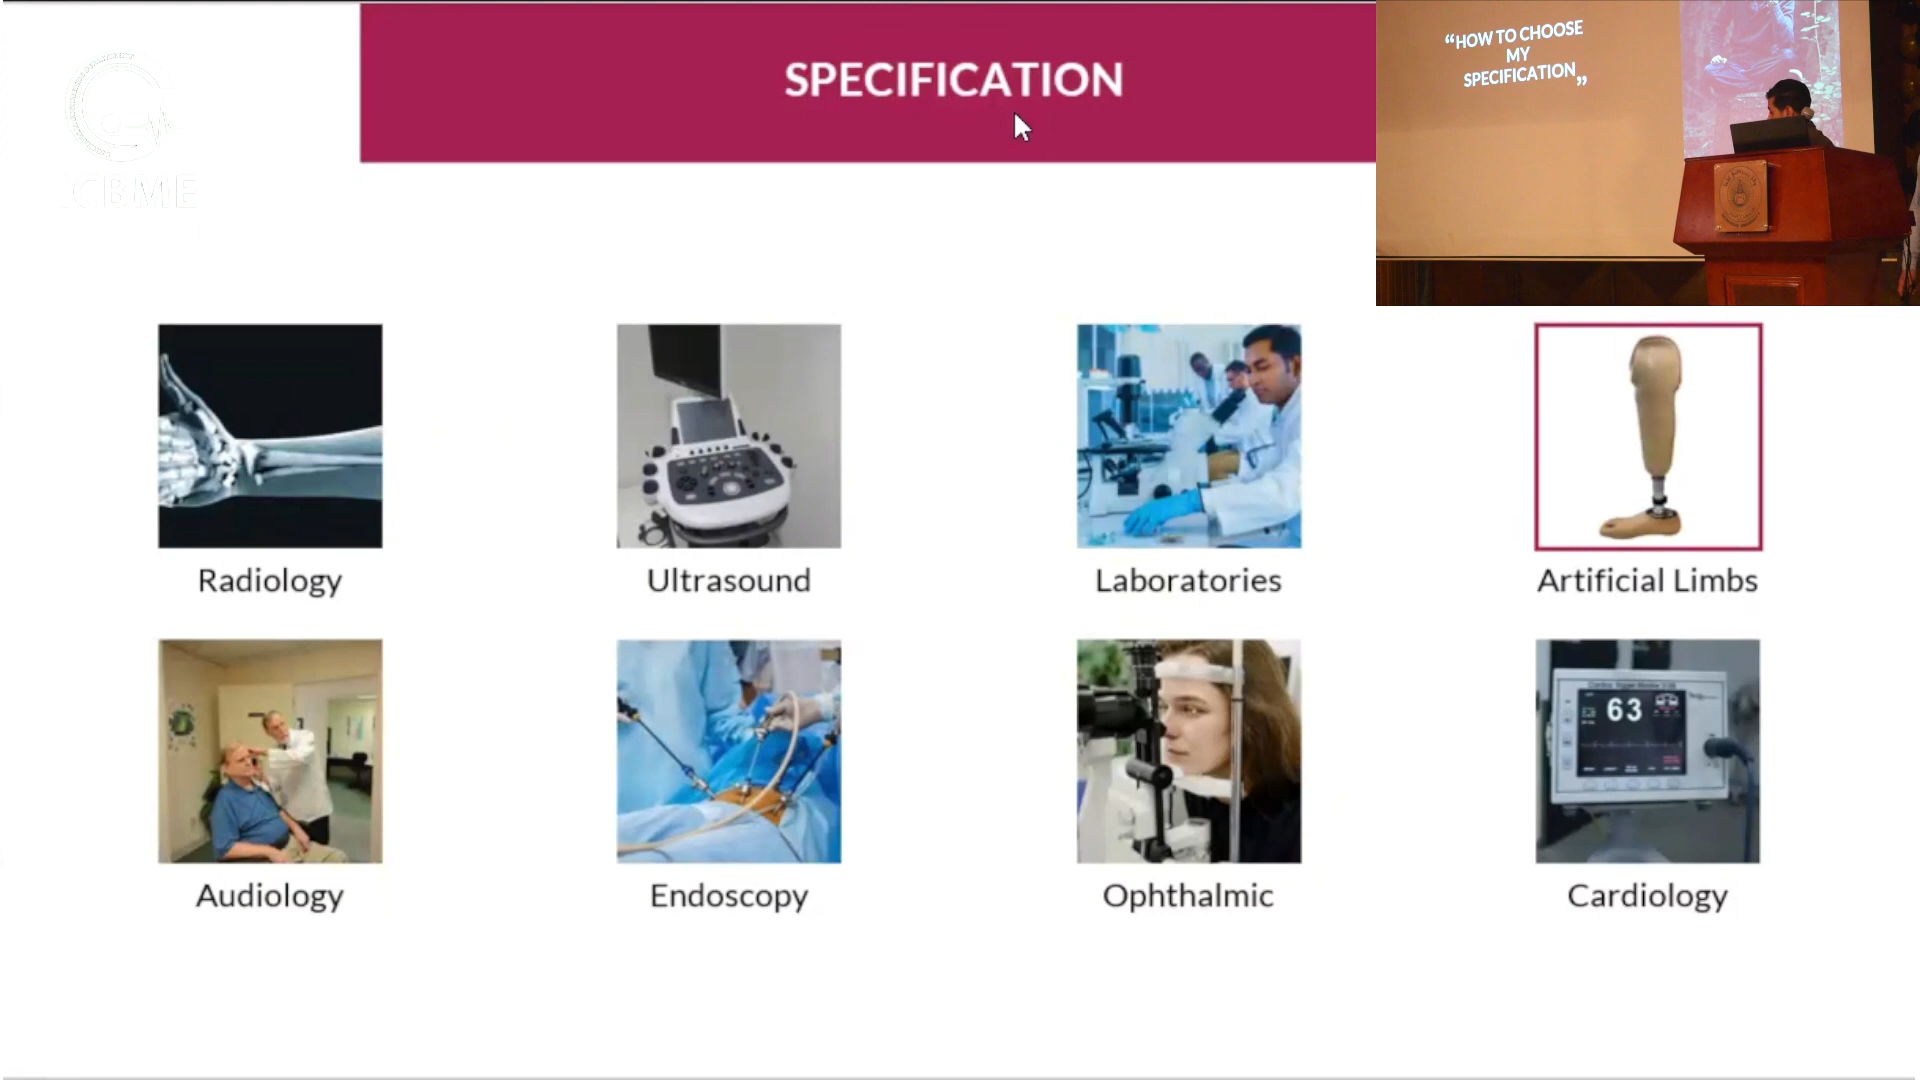 SPECIFICATION
“HOW TO CHOOSE
MY
SPECIFICATION„
CBME
Radiology
Ultrasound
Laboratories
Artificial Limbs
63
Audiology
Endoscopy
Ophthalmic
Cardiology